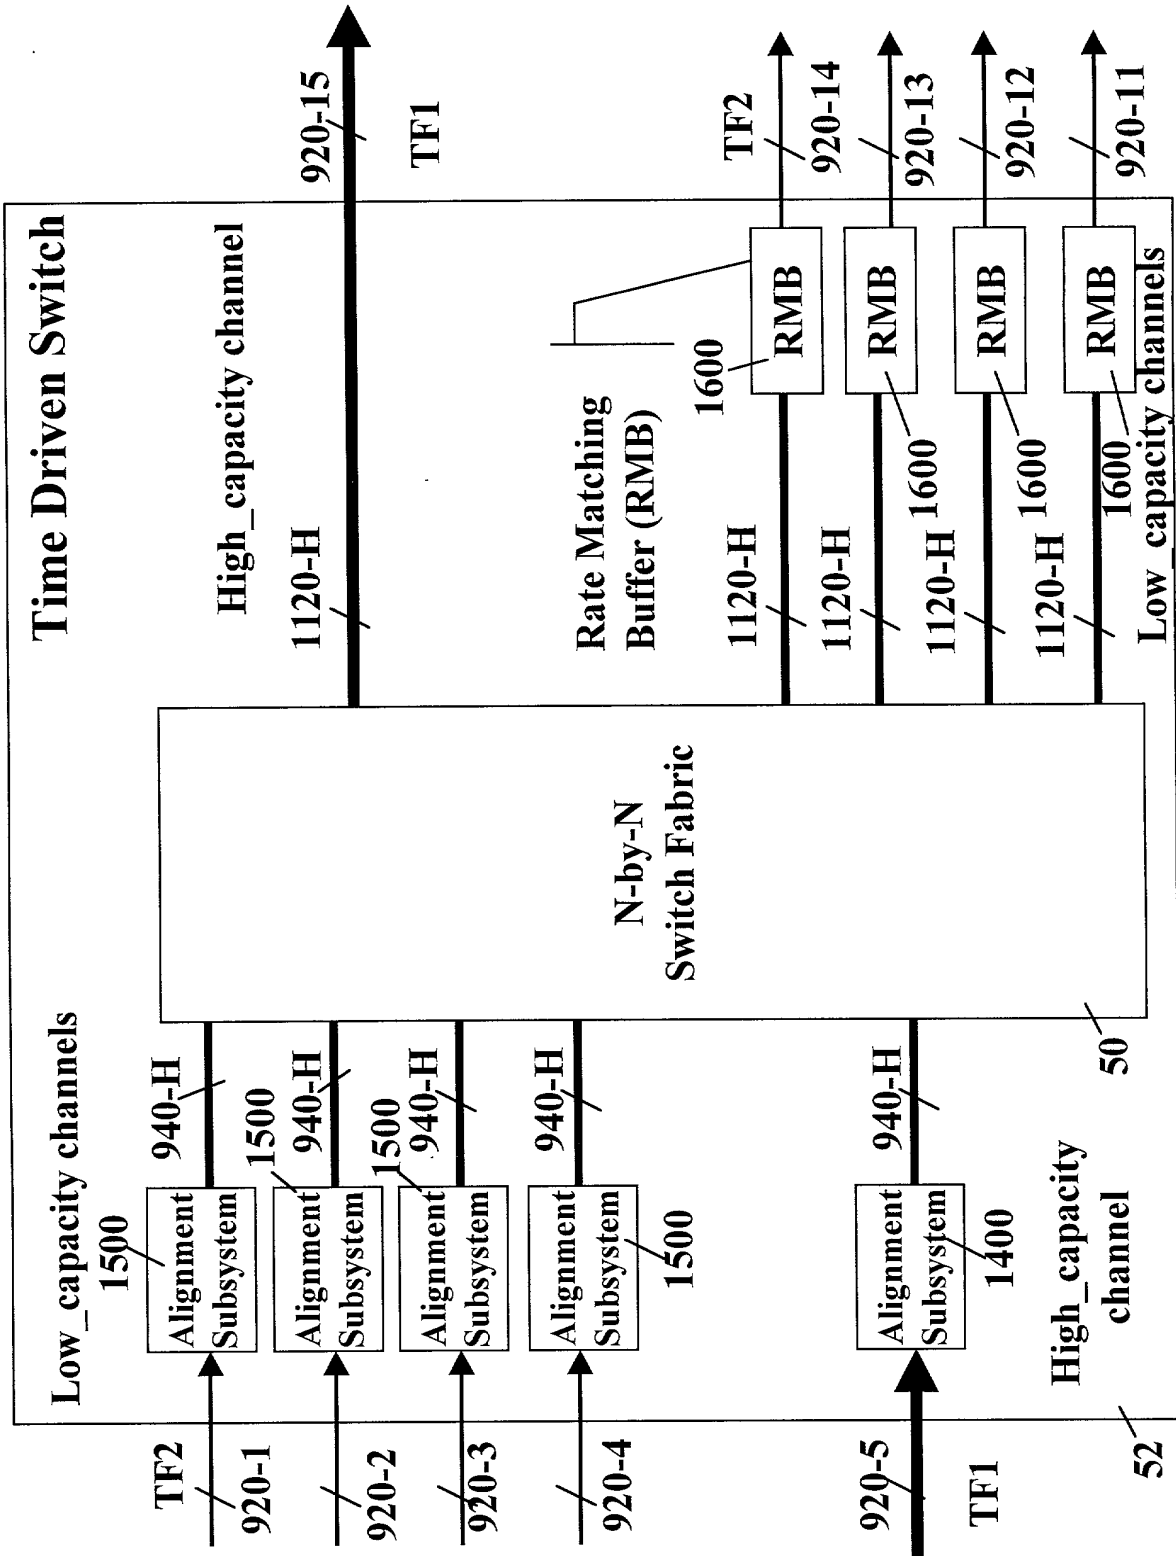 Time Driven Switch
Low_capacity channels
High_capacity channel
TF2
920-1
1500
Alignment
Subsystem
940-H
920-2
1500
Alignment
Subsystem
940-H
920-3
1500
Alignment
Subsystem
940-H
920-4
1500
Alignment
Subsystem
940-H
920-5
TF1
1400
Alignment
Subsystem
940-H
High_capacity
channel
52
50
N-by-N
Switch Fabric
1120-H
920-15
TF1
Rate Matching
Buffer (RMB)
1120-H
1600
RMB
TF2
920-14
1120-H
1600
RMB
920-13
1120-H
1600
RMB
920-12
1120-H
1600
RMB
920-11
Low_capacity channels